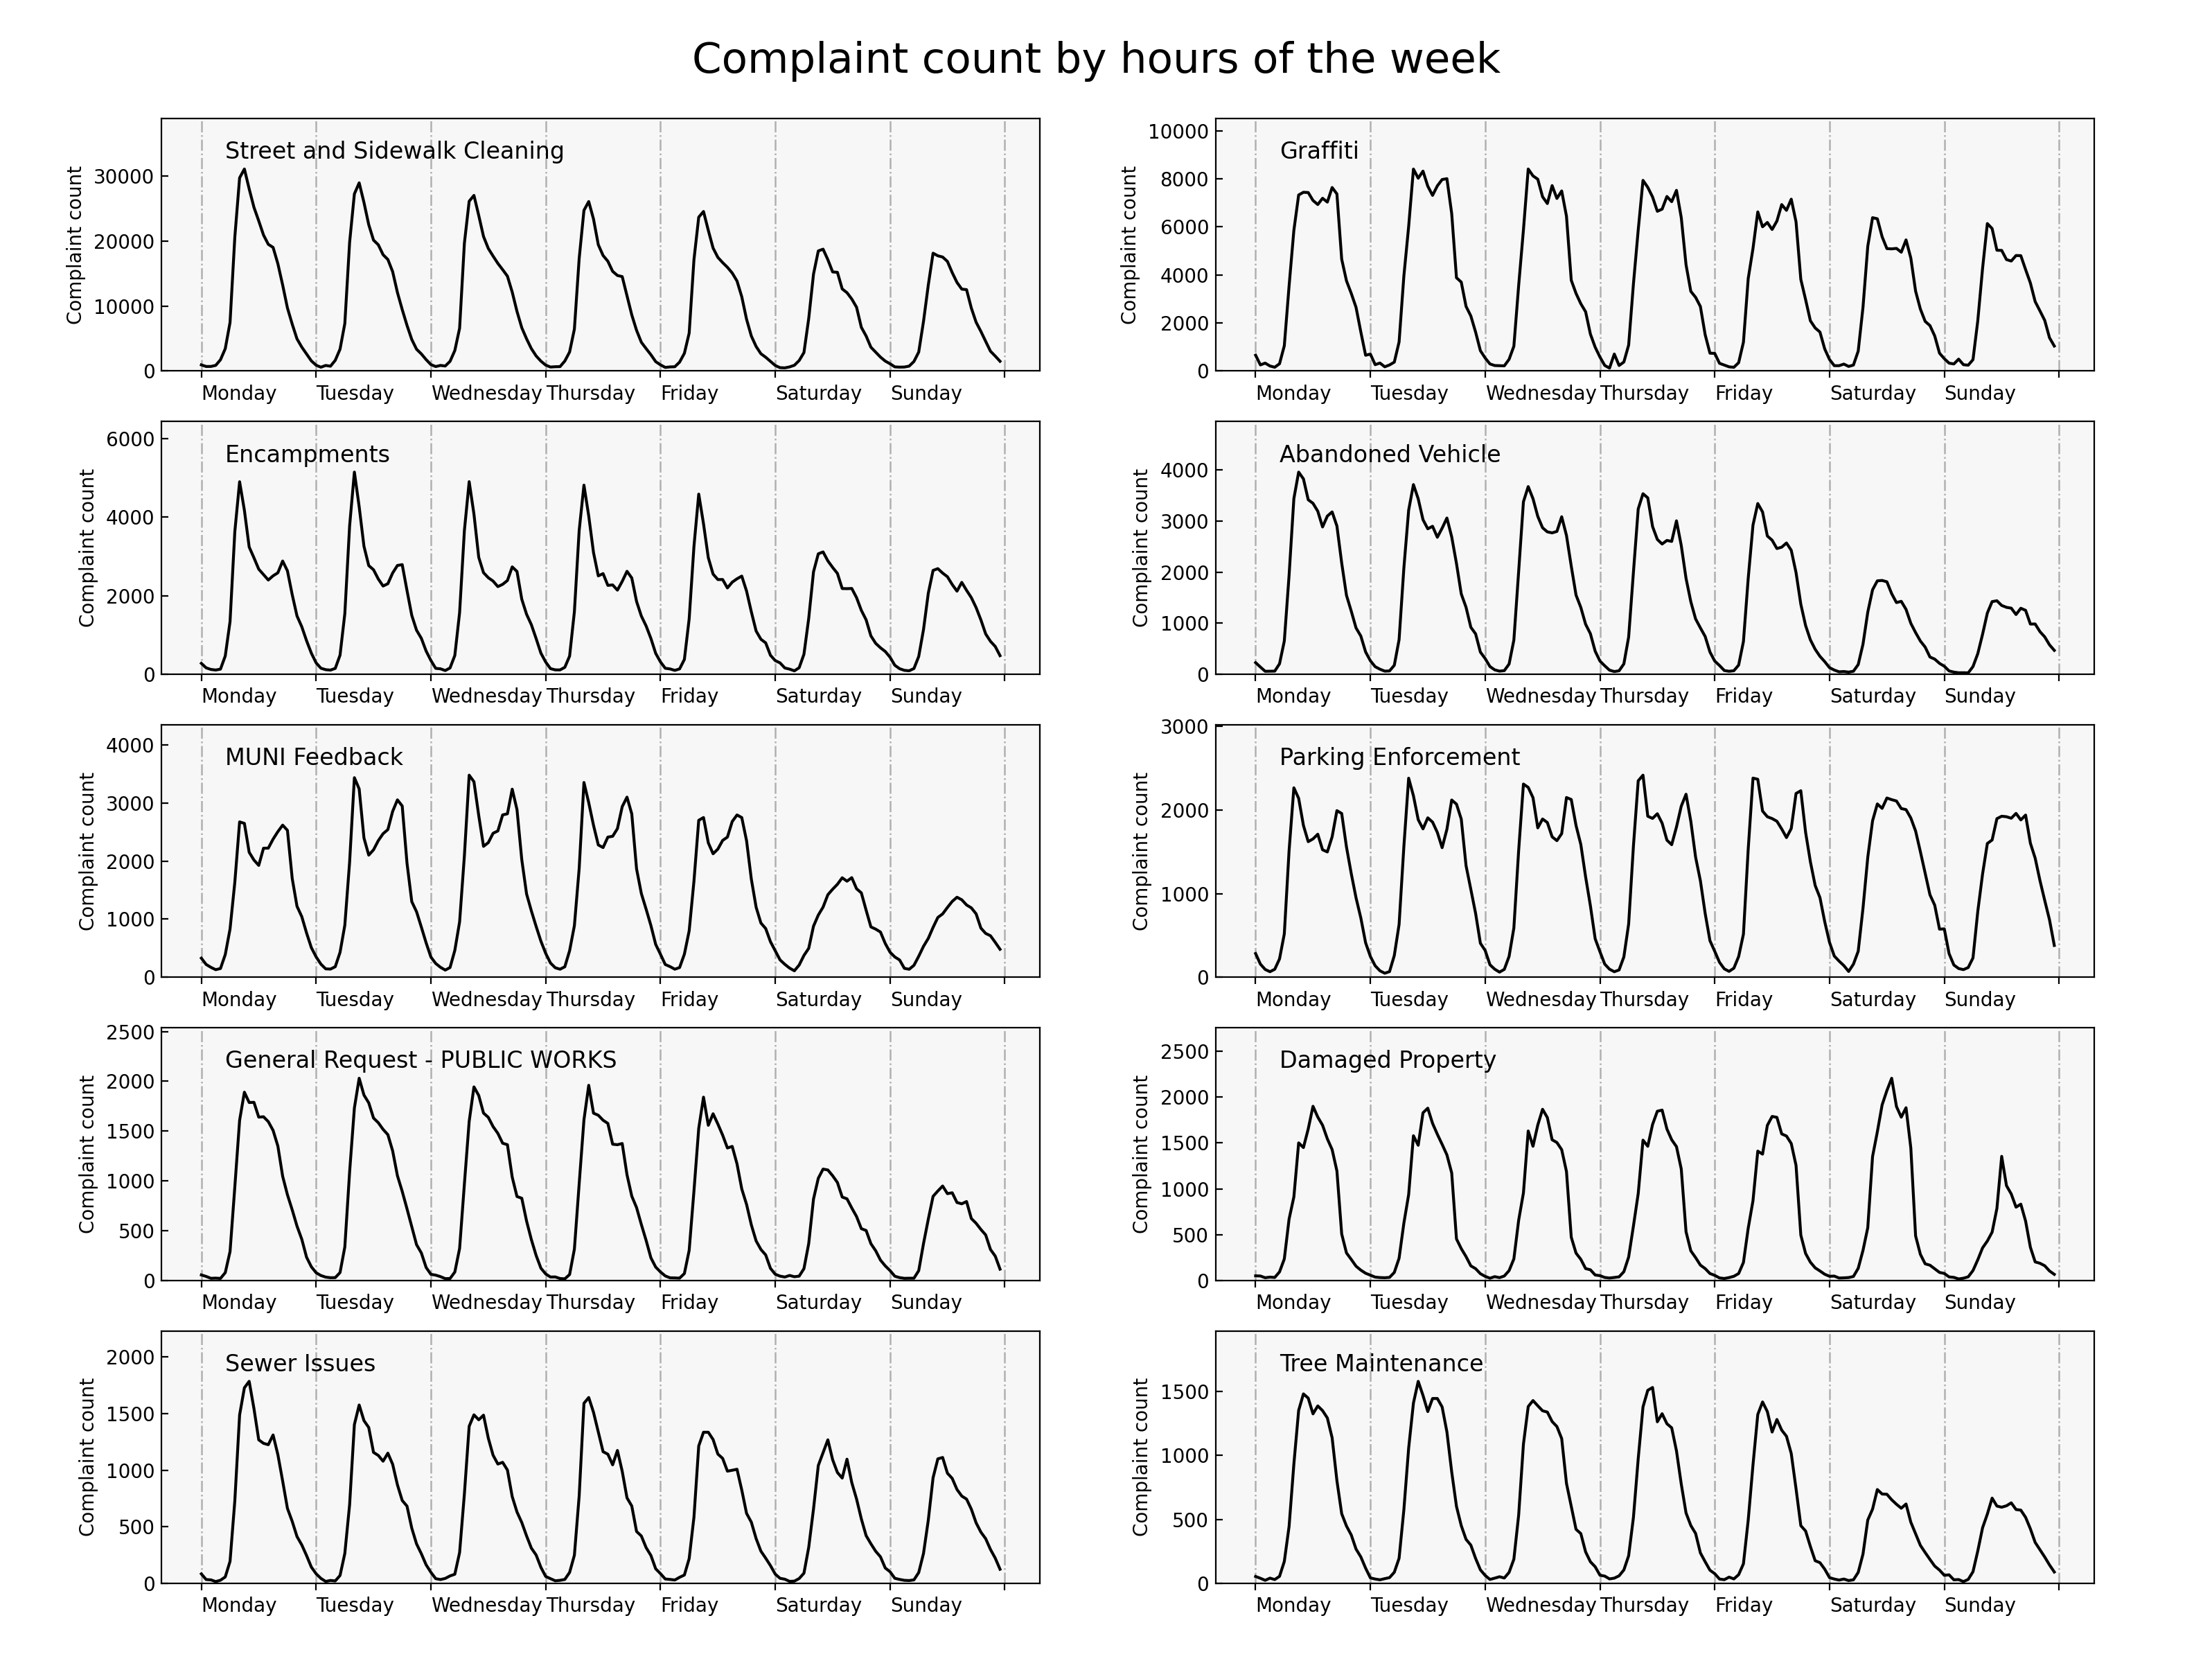 Complaint count by hours of the week
Street and Sidewalk Cleaning
Complaint count
30000
20000
10000
0
Monday Tuesday Wednesday Thursday Friday Saturday Sunday
Graffiti
Complaint count
10000
8000
6000
4000
2000
0
Monday Tuesday Wednesday Thursday Friday Saturday Sunday
Encampments
Complaint count
6000
4000
2000
0
Monday Tuesday Wednesday Thursday Friday Saturday Sunday
Abandoned Vehicle
Complaint count
4000
3000
2000
1000
0
Monday Tuesday Wednesday Thursday Friday Saturday Sunday
MUNI Feedback
Complaint count
4000
3000
2000
1000
0
Monday Tuesday Wednesday Thursday Friday Saturday Sunday
Parking Enforcement
Complaint count
3000
2000
1000
0
Monday Tuesday Wednesday Thursday Friday Saturday Sunday
General Request - PUBLIC WORKS
Complaint count
2500
2000
1500
1000
500
0
Monday Tuesday Wednesday Thursday Friday Saturday Sunday
Damaged Property
Complaint count
2500
2000
1500
1000
500
0
Monday Tuesday Wednesday Thursday Friday Saturday Sunday
Sewer Issues
Complaint count
2000
1500
1000
500
0
Monday Tuesday Wednesday Thursday Friday Saturday Sunday
Tree Maintenance
Complaint count
1500
1000
500
0
Monday Tuesday Wednesday Thursday Friday Saturday Sunday